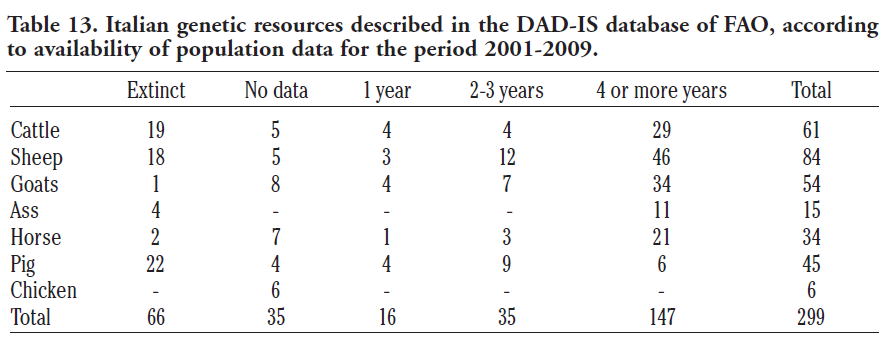 Table 13. Italian genetic resources described in the DAD-IS database of FAO, according
to availability of population data for the period 2001-2009.
Extinct No data 1 year 2-3 years 4 or more years Total
Cattle 19 5 4 4 29 61
Sheep 18 5 3 12 46 84
Goats 1 8 4 7 34 54
Ass 4 - - - 11 15
Horse 2 7 1 3 21 34
Pig 22 4 4 9 6 45
Chicken - 6 - - - 6
Total 66 35 16 35 147 299